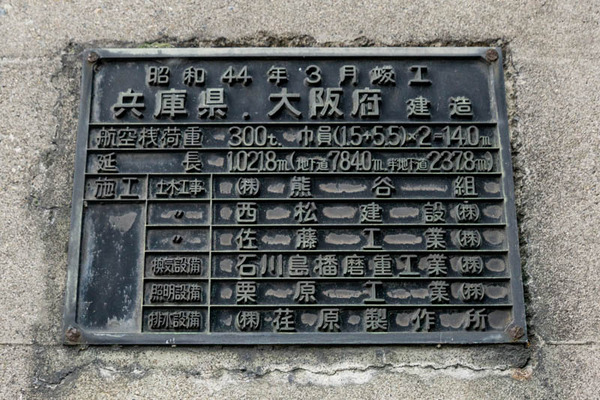 昭和44年3月竣工
兵庫県、大阪府 建造
航空桟荷重 300t. 巾員(1.5+5.5)×2=14.0m
延長 1,021.8m(地下道784.0m,半地下道237.8m)
施工 土木工事 ㈱熊谷組
〃 西松建設㈱
〃 佐藤工業㈱
換気設備 石川島播磨重工業㈱
照明設備 栗原工業㈱
排水設備 ㈱荏原製作所